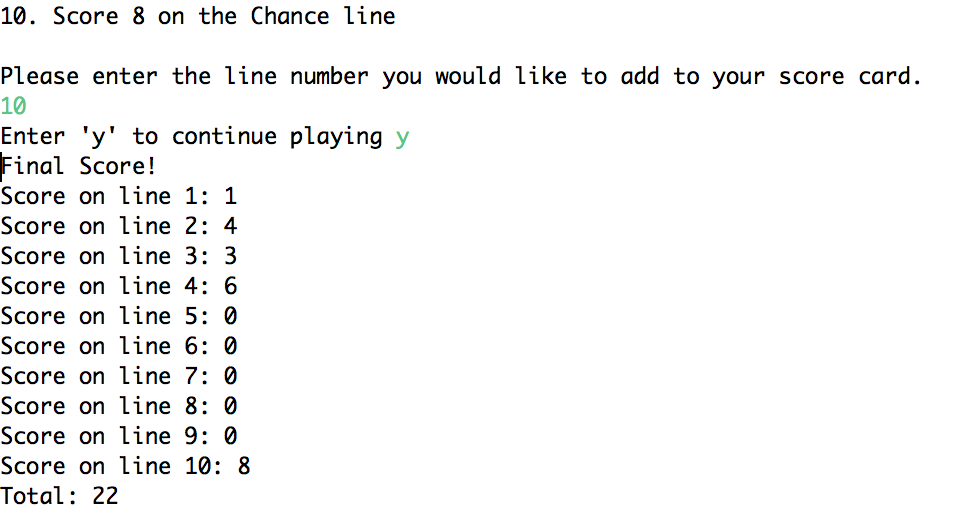 10. Score 8 on the Chance line
Please enter the line number you would like to add to your score card.
10
Enter 'y' to continue playing y
Final Score!
Score on line 1: 1
Score on line 2: 4
Score on line 3: 3
Score on line 4: 6
Score on line 5: 0
Score on line 6: 0
Score on line 7: 0
Score on line 8: 0
Score on line 9: 0
Score on line 10: 8
Total: 22